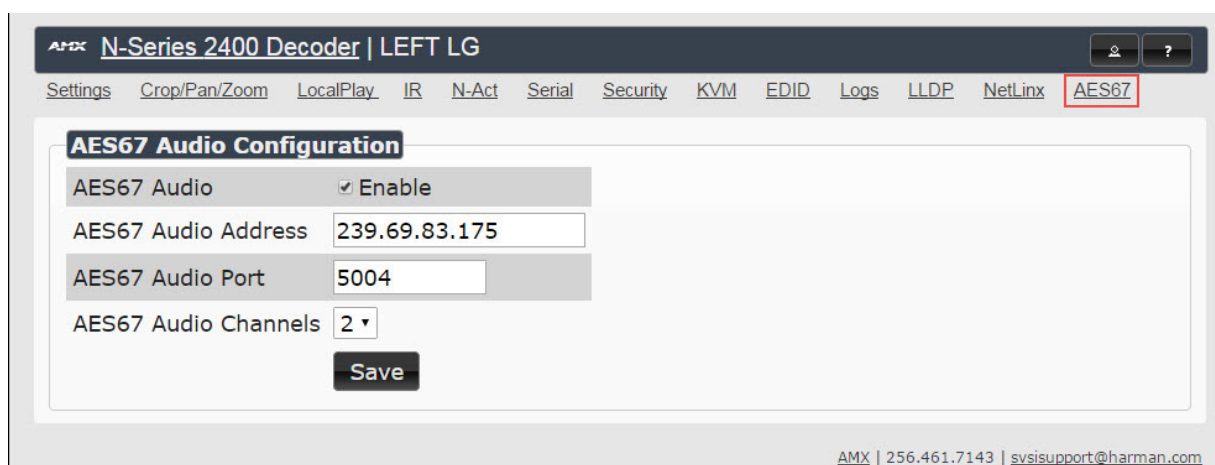 AMX N-Series 2400 Decoder | LEFT LG
?
Settings Crop/Pan/Zoom LocalPlay IR N-Act Serial Security KVM EDID Logs LLDP NetLinx AES67
AES67 Audio Configuration
AES67 Audio Enable
AES67 Audio Address 239.69.83.175
AES67 Audio Port 5004
AES67 Audio Channels 2
Save
AMX | 256.461.7143 | svsisupport@harman.com